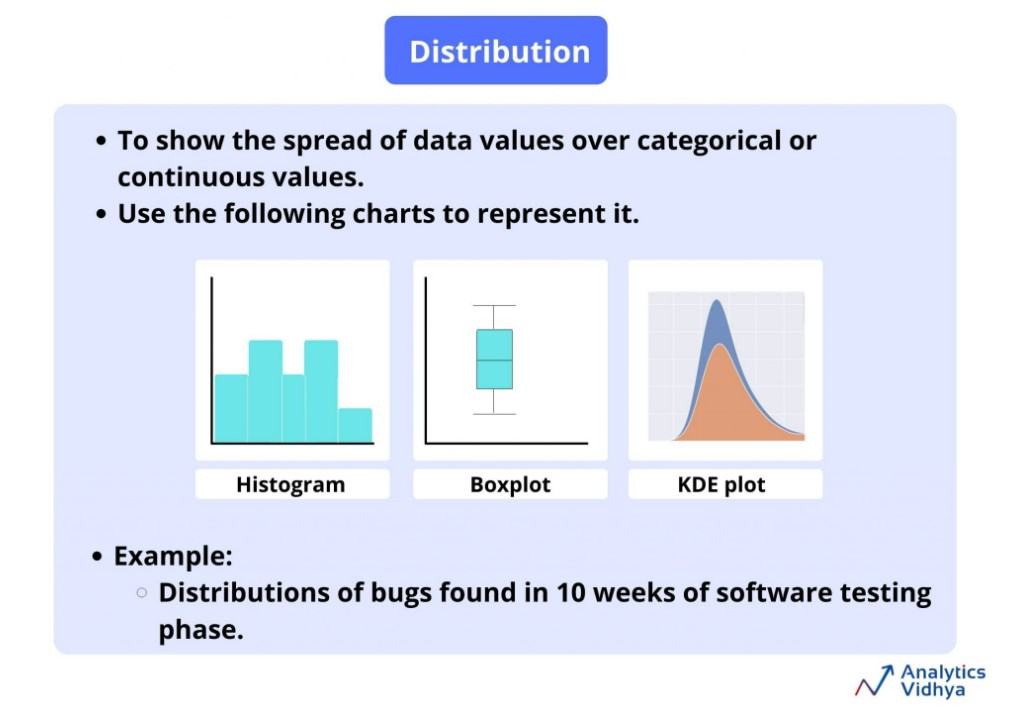 Distribution
• To show the spread of data values over categorical or
continuous values.
• Use the following charts to represent it.
Histogram
Boxplot
KDE plot
• Example:
○ Distributions of bugs found in 10 weeks of software testing
phase.
Analytics
Vidhya